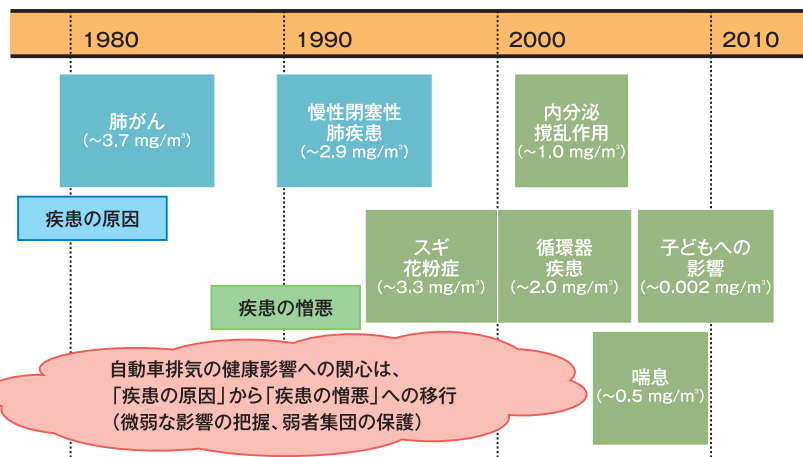 1980
1990
2000
2010
肺がん
(~3.7 mg/m³)
慢性閉塞性
肺疾患
(~2.9 mg/m³)
内分泌
撹乱作用
(~1.0 mg/m³)
疾患の原因
スギ
花粉症
(~3.3 mg/m³)
循環器
疾患
(~2.0 mg/m³)
子どもへの
影響
(~0.002 mg/m³)
疾患の憎悪
喘息
(~0.5 mg/m³)
自動車排気の健康影響への関心は、
「疾患の原因」から「疾患の憎悪」への移行
(微弱な影響の把握、弱者集団の保護)